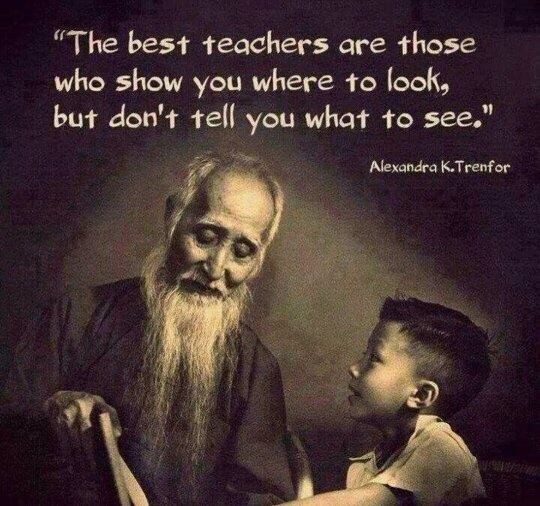 “The best teachers are those
who show you where to look,
but don't tell you what to see."
Alexandra K.Trenfor